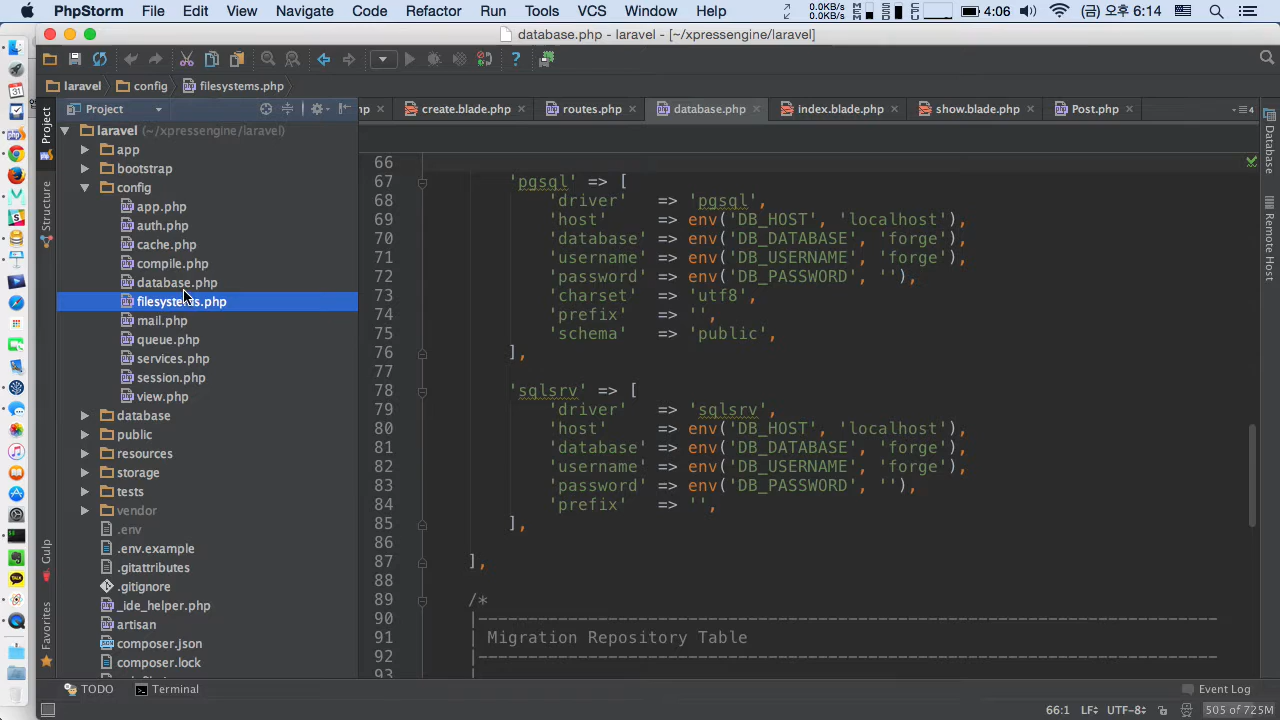 PhpStorm File Edit View Navigate Code Refactor Run Tools VCS Window Help 0.0KB/s 0.0KB/s 4:06 (금) 오후 6:14
database.php - laravel - [~/xpressengine/laravel]
laravel config filesystems.php
Project
create.blade.php routes.php database.php index.blade.php show.blade.php Post.php
laravel (~/xpressengine/laravel)
app
bootstrap
config
app.php
auth.php
cache.php
compile.php
database.php
filesystems.php
mail.php
queue.php
services.php
session.php
view.php
database
public
resources
storage
tests
vendor
.env
.env.example
.gitattributes
.gitignore
_ide_helper.php
artisan
composer.json
composer.lock
Project
Structure
Gulp
Favorites
66
67 'pgsql' => [
68 'driver' => 'pgsql',
69 'host' => env('DB_HOST', 'localhost'),
70 'database' => env('DB_DATABASE', 'forge'),
71 'username' => env('DB_USERNAME', 'forge'),
72 'password' => env('DB_PASSWORD', ''),
73 'charset' => 'utf8',
74 'prefix' => '',
75 'schema' => 'public',
76 ],
77
78 'sqlsrv' => [
79 'driver' => 'sqlsrv',
80 'host' => env('DB_HOST', 'localhost'),
81 'database' => env('DB_DATABASE', 'forge'),
82 'username' => env('DB_USERNAME', 'forge'),
83 'password' => env('DB_PASSWORD', ''),
84 'prefix' => '',
85 ],
86
87 ],
88
89 /*
90 |--------------------------------------------------------------------------
91 | Migration Repository Table
92 |--------------------------------------------------------------------------
93
Database
Remote Host
TODO Terminal Event Log
66:1 LF UTF-8 505 of 725M